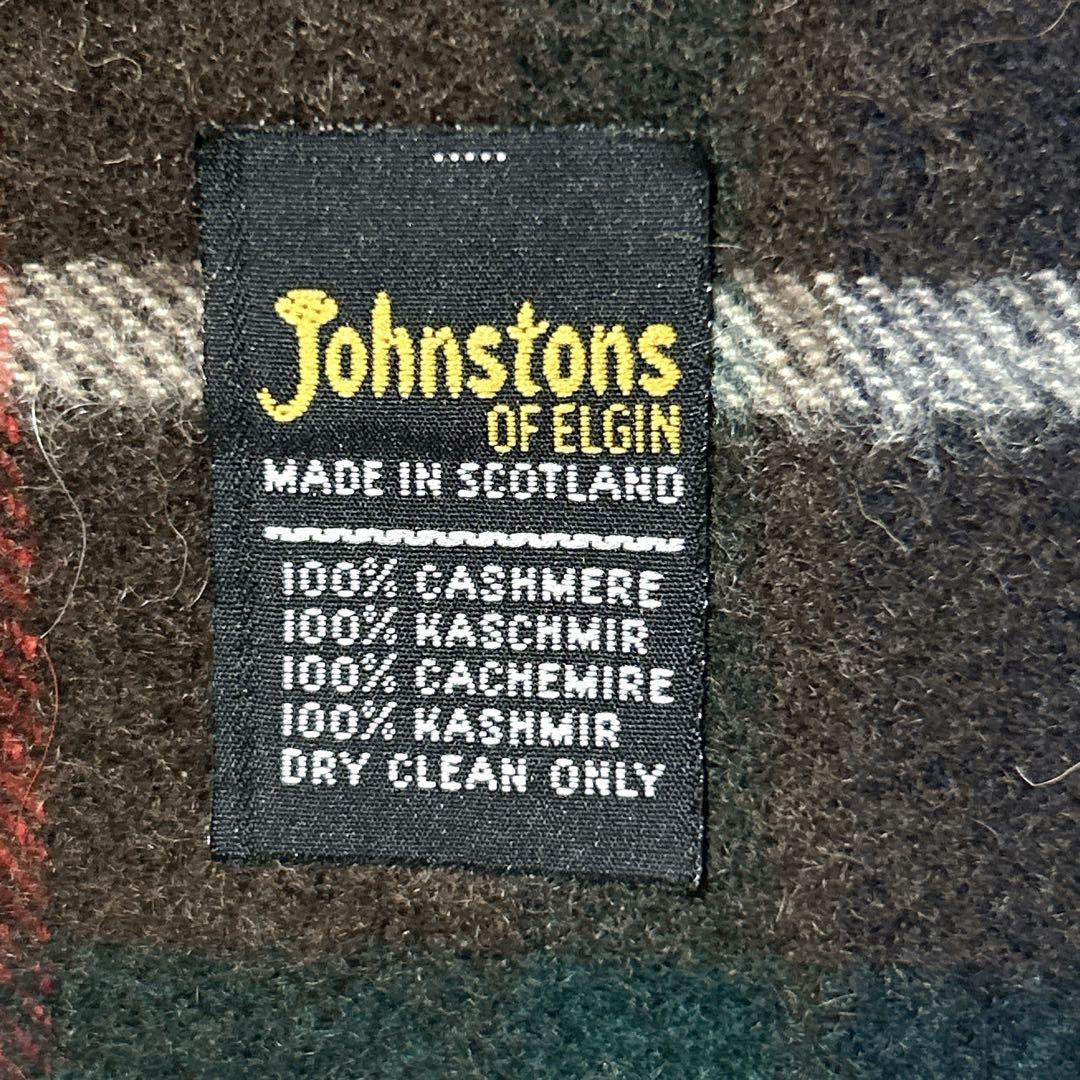 Johnstons
OF ELGIN
MADE IN SCOTLAND
100% CASHMERE
100% KASCHMIR
100% CACHEMIRE
100% KASHMIR
DRY CLEAN ONLY